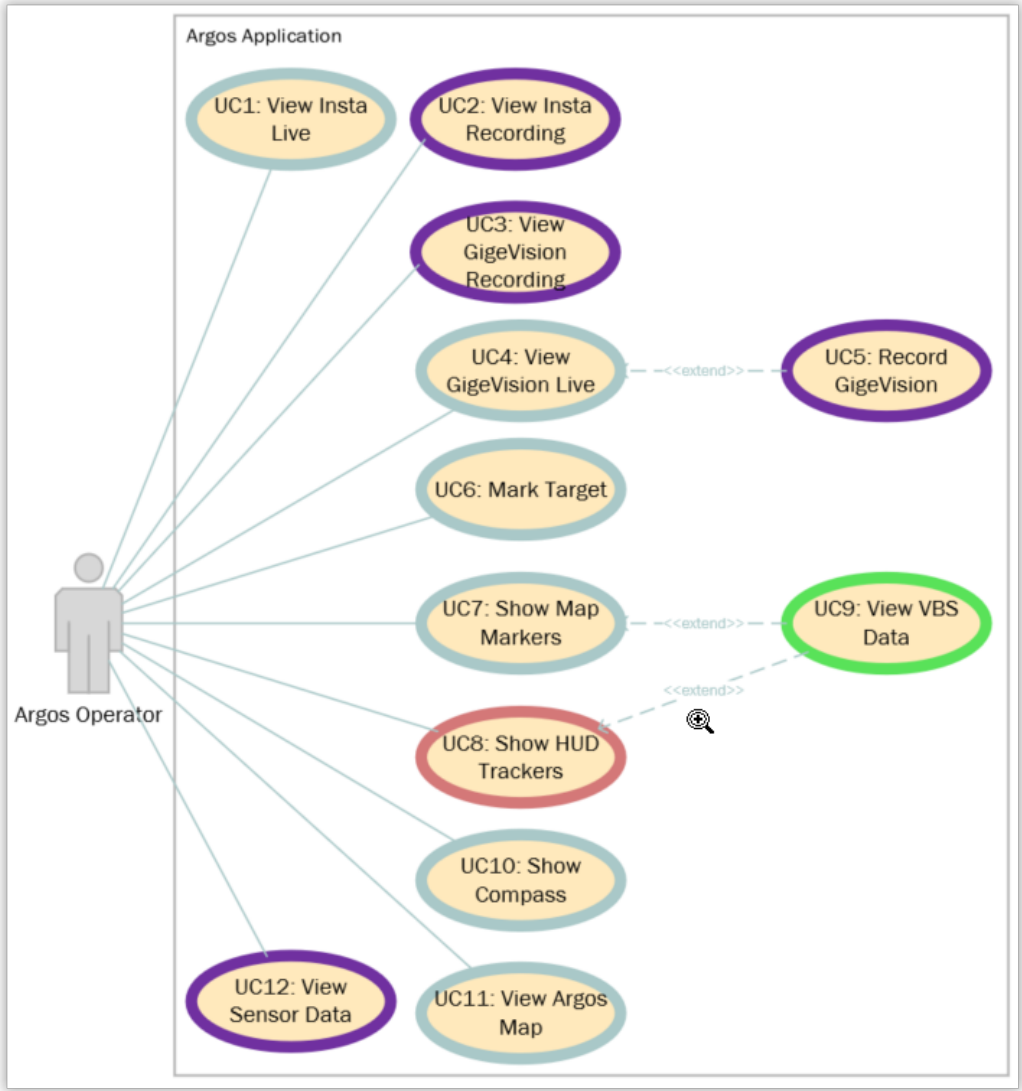 Argos Application
UC1: View Insta
Live
UC2: View Insta
Recording
UC3: View
GigeVision
Recording
UC4: View
GigeVision Live
<<extend>>
UC5: Record
GigeVision
UC6: Mark Target
UC7: Show Map
Markers
<<extend>>
UC9: View VBS
Data
<<extend>>
Argos Operator
UC8: Show HUD
Trackers
UC10: Show
Compass
UC12: View
Sensor Data
UC11: View Argos
Map